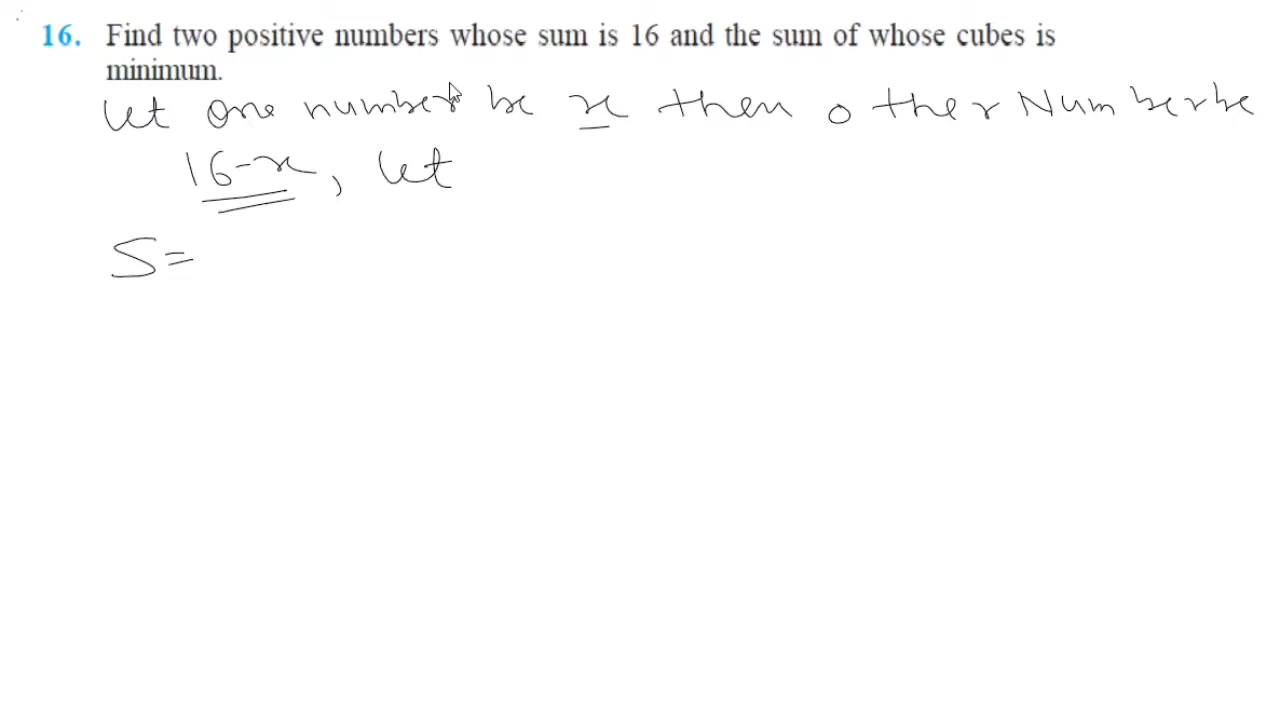 16. Find two positive numbers whose sum is 16 and the sum of whose cubes is
minimum.
Let one number be x then other Number be
16-x, let
S=